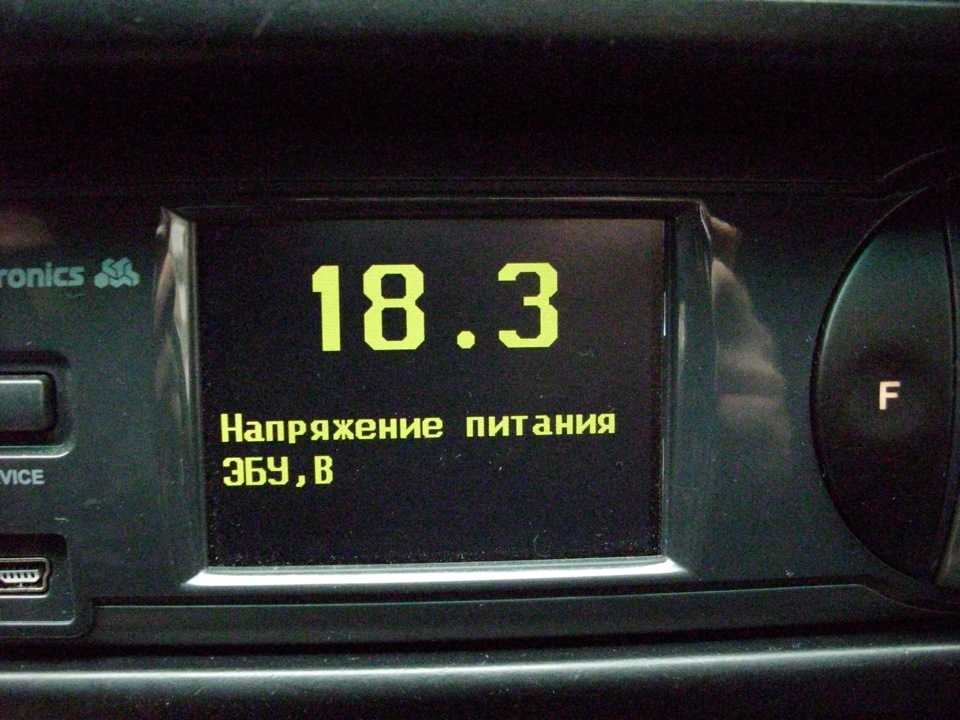 18.3
Напряжение питания
ЭБУ,В
ronics
VICE
F